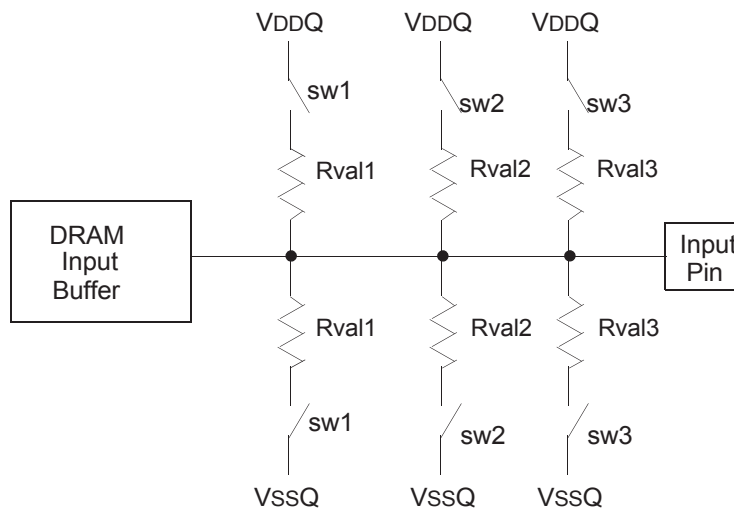 VDDQ VDDQ VDDQ
sw1 sw2 sw3
Rval1 Rval2 Rval3
DRAM
Input
Buffer
Input
Pin
Rval1 Rval2 Rval3
sw1 sw2 sw3
VSSQ VSSQ VSSQ